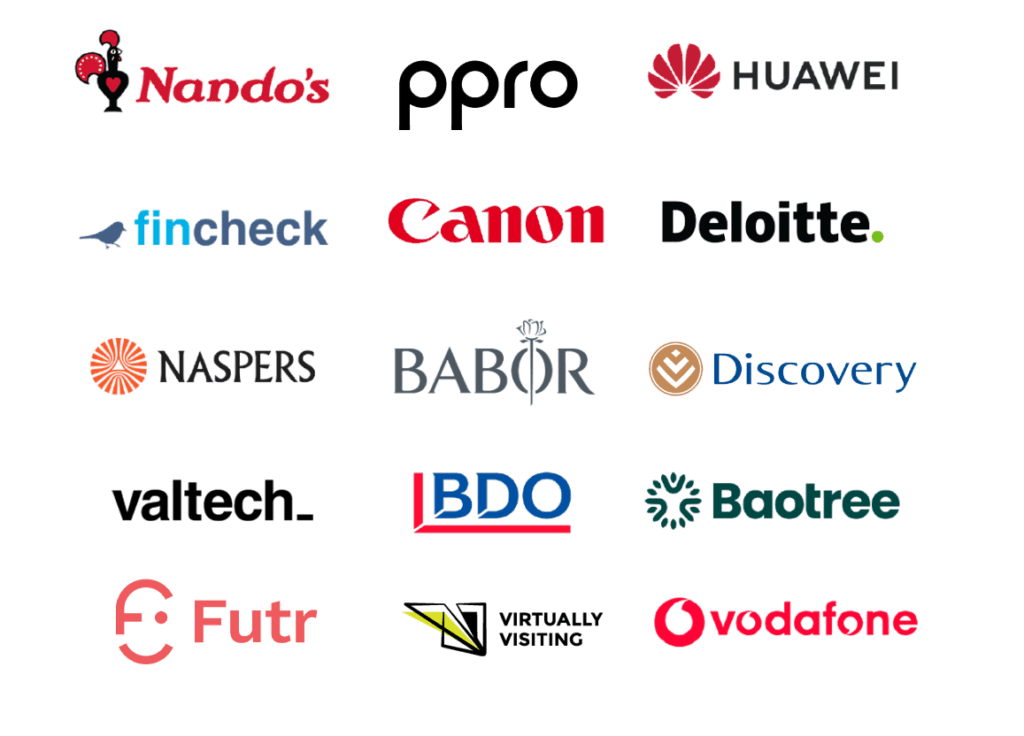 Nando's
ppro
HUAWEI
fincheck
Canon
Deloitte.
NASPERS
BABOR
Discovery
valtech_
BDO
Baotree
F
Futr
VIRTUALLY
VISITING
vodafone